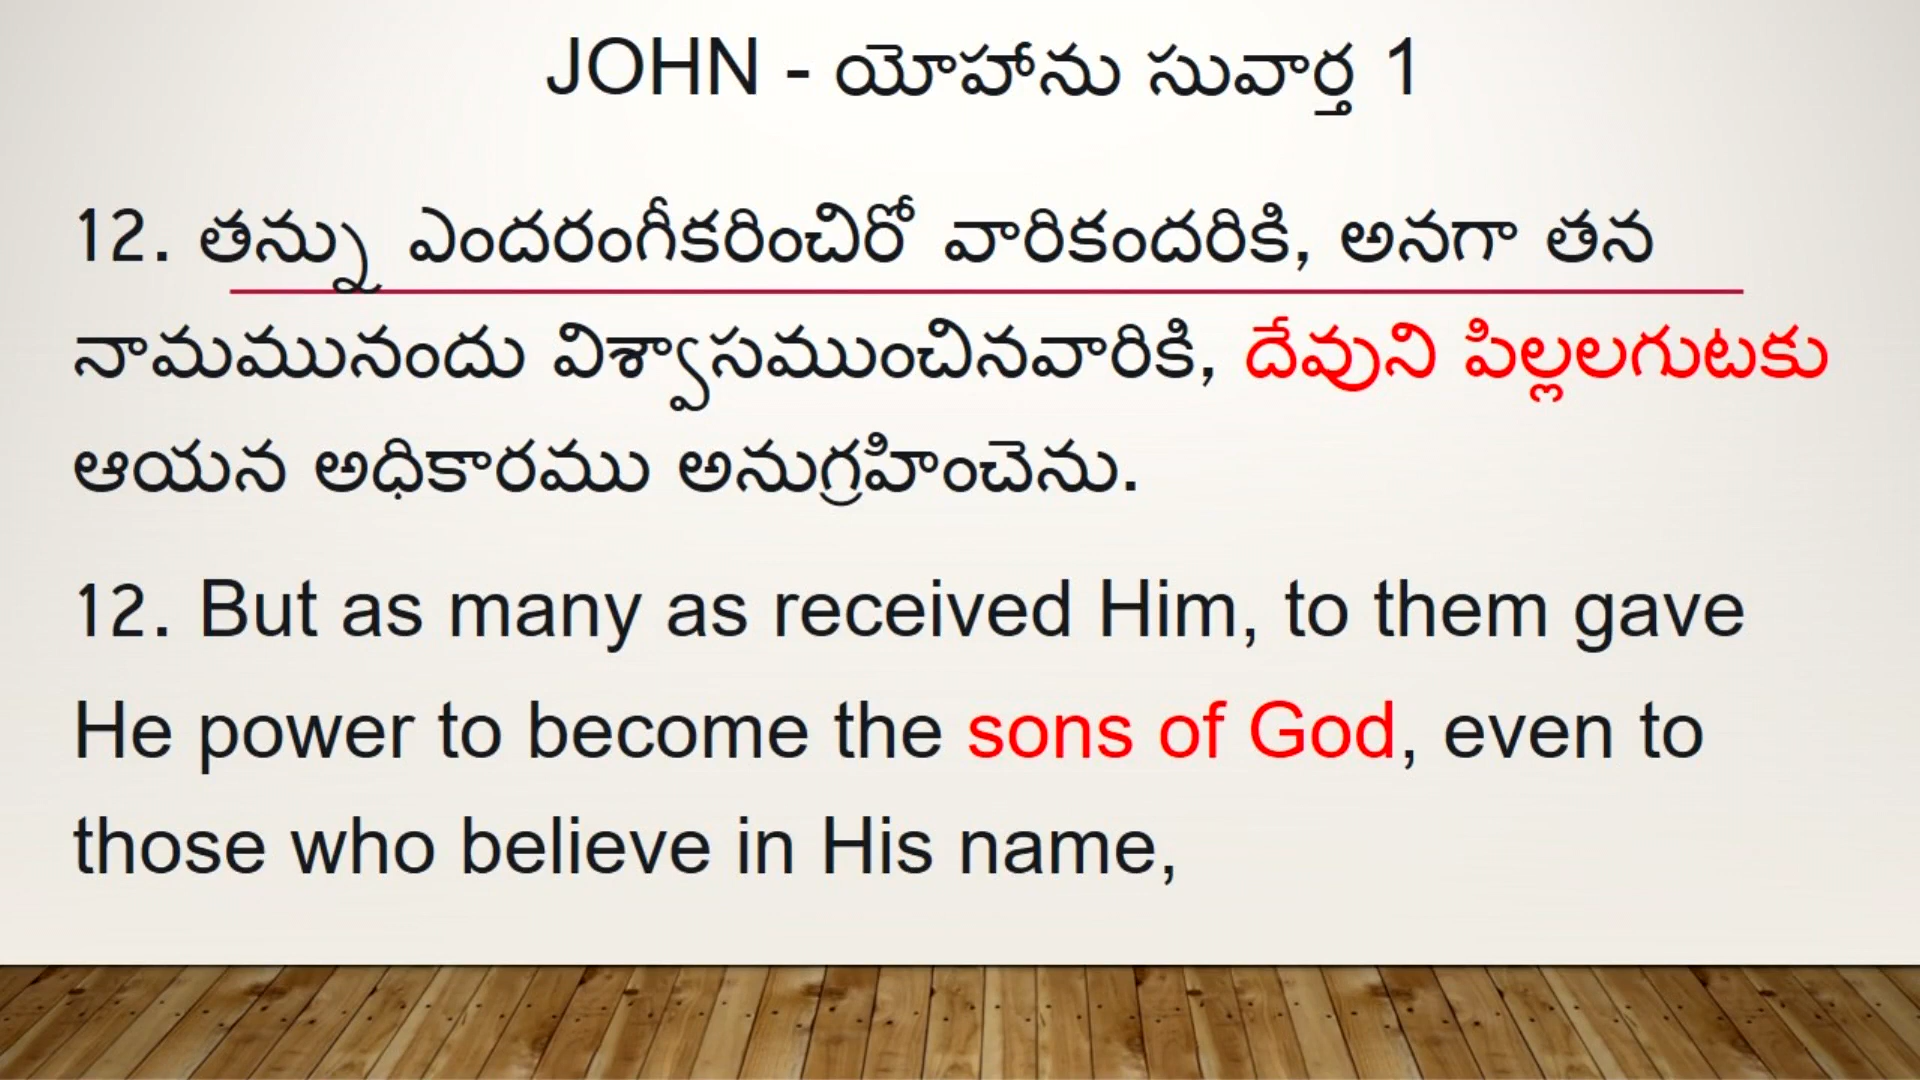 JOHN - యోహాను సువార్త 1
12. తన్ను ఎందరంగీకరించిరో వారికందరికి, అనగా తన
నామమునందు విశ్వాసముంచినవారికి, దేవుని పిల్లలగుటకు
ఆయన అధికారము అనుగ్రహించెను.
12. But as many as received Him, to them gave
He power to become the sons of God, even to
those who believe in His name,